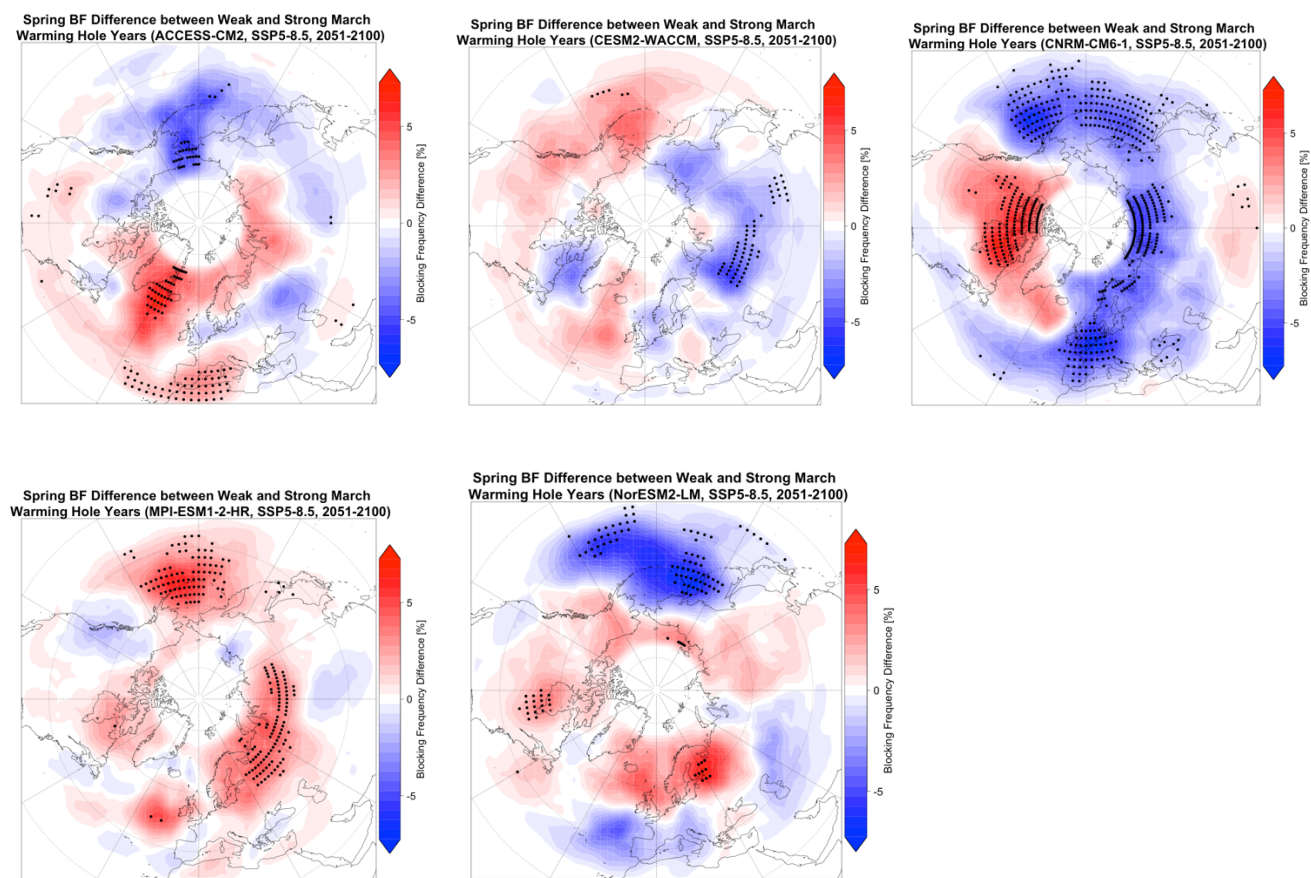 Spring BF Difference between Weak and Strong March
Warming Hole Years (ACCESS-CM2, SSP5-8.5, 2051-2100)
5
0
-5
Blocking Frequency Difference [%]
Spring BF Difference between Weak and Strong March
Warming Hole Years (CESM2-WACCM, SSP5-8.5, 2051-2100)
5
0
-5
Blocking Frequency Difference [%]
Spring BF Difference between Weak and Strong March
Warming Hole Years (CNRM-CM6-1, SSP5-8.5, 2051-2100)
5
0
-5
Blocking Frequency Difference [%]
Spring BF Difference between Weak and Strong March
Warming Hole Years (MPI-ESM1-2-HR, SSP5-8.5, 2051-2100)
5
0
-5
Blocking Frequency Difference [%]
Spring BF Difference between Weak and Strong March
Warming Hole Years (NorESM2-LM, SSP5-8.5, 2051-2100)
5
0
-5
Blocking Frequency Difference [%]